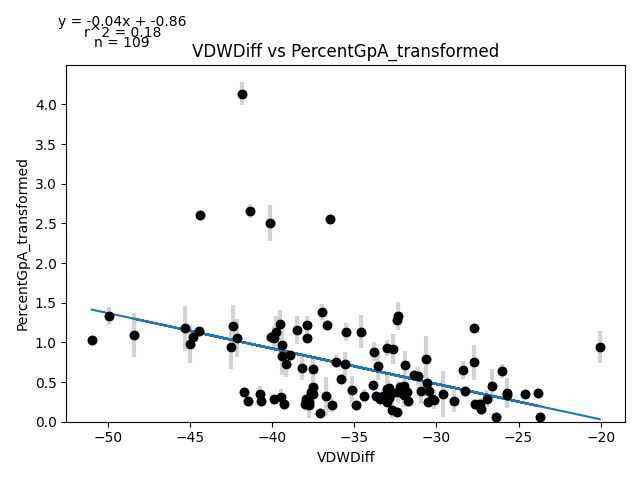 y = -0.04x + -0.86
r^2 = 0.18
n = 109
VDWDiff vs PercentGpA_transformed
4.0
3.5
3.0
2.5
2.0
1.5
1.0
0.5
0.0
PercentGpA_transformed
−50 −45 −40 −35 −30 −25 −20
VDWDiff